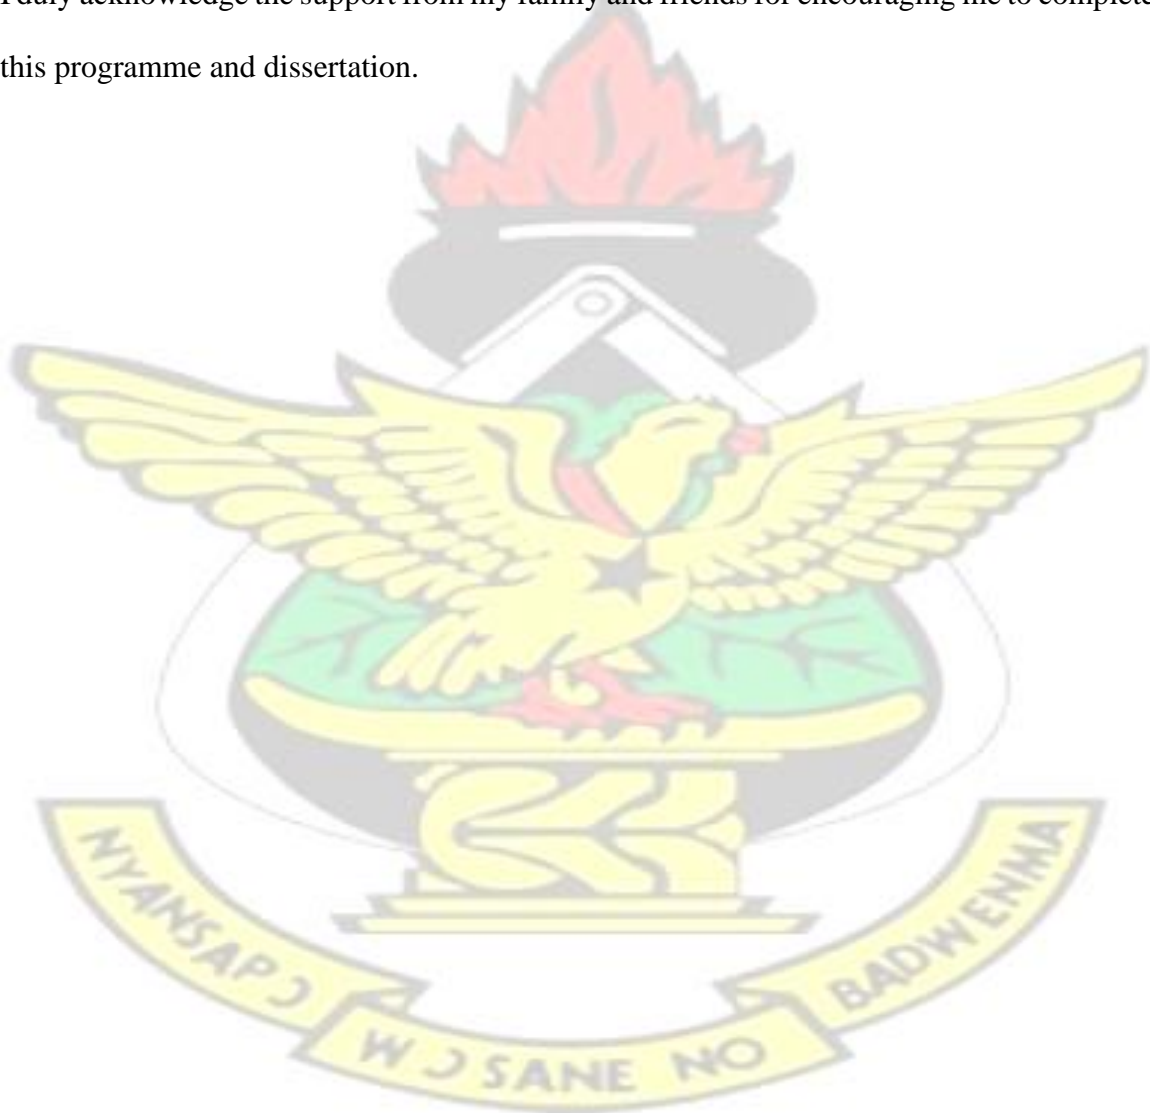 I duly acknowledge the support from my family and friends for encouraging me to complete
this programme and dissertation.
NYANSAPƆ
WƆSANE NO
BADWENMA